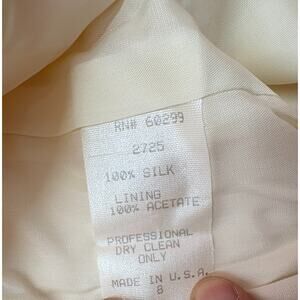 RN# 60299
2725
100% SILK
LINING
100% ACETATE
PROFESSIONAL
DRY CLEAN
ONLY
MADE IN U.S.A.
8